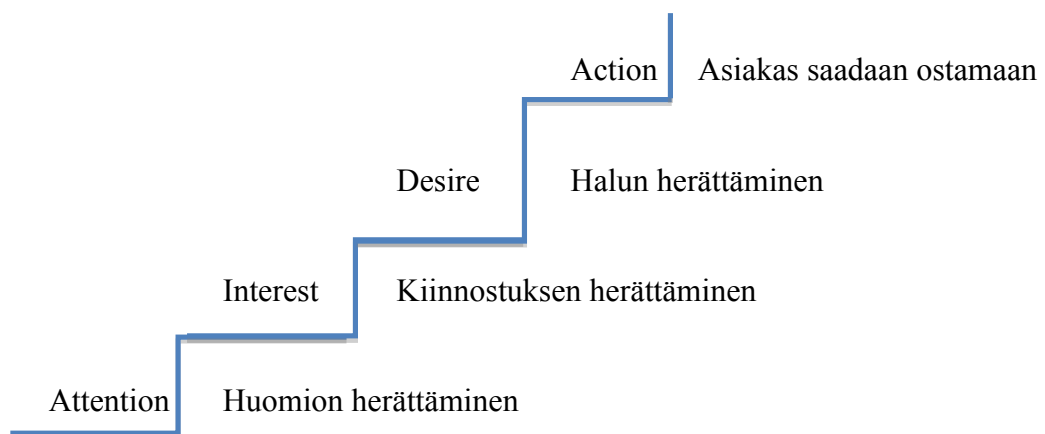 Action Asiakas saadaan ostamaan
Desire Halun herättäminen
Interest Kiinnostuksen herättäminen
Attention Huomion herättäminen